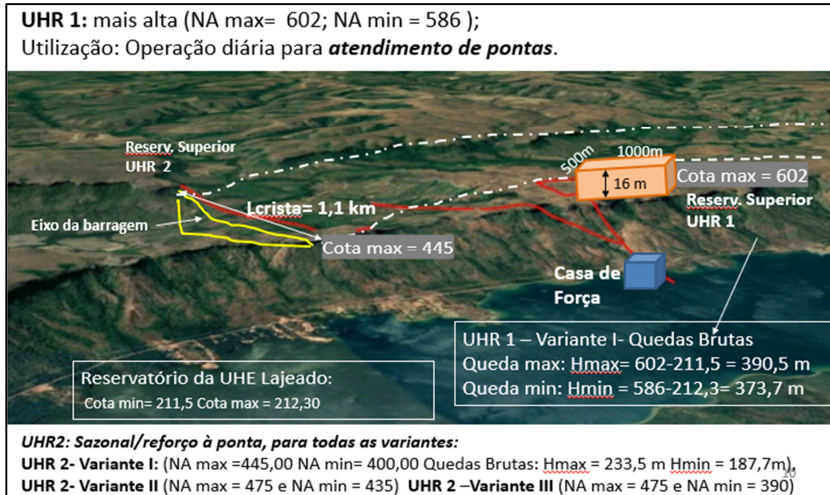 UHR 1: mais alta (NA max= 602; NA min = 586 );
Utilização: Operação diária para atendimento de pontas.
Reserv. Superior
UHR 2
Eixo da barragem
Lcrista= 1,1 km
Cota max = 445
500m
1000m
16 m
Cota max = 602
Reserv. Superior
UHR 1
Casa de
Força
UHR 1 – Variante I- Quedas Brutas
Queda max: Hmax= 602-211,5 = 390,5 m
Queda min: Hmin = 586-212,3= 373,7 m
Reservatório da UHE Lajeado:
Cota min= 211,5 Cota max = 212,30
UHR2: Sazonal/reforço à ponta, para todas as variantes:
UHR 2- Variante I: (NA max =445,00 NA min= 400,00 Quedas Brutas: Hmax = 233,5 m Hmin = 187,7m),
UHR 2- Variante II (NA max = 475 e NA min = 435) UHR 2 –Variante III (NA max = 475 e NA min = 390)